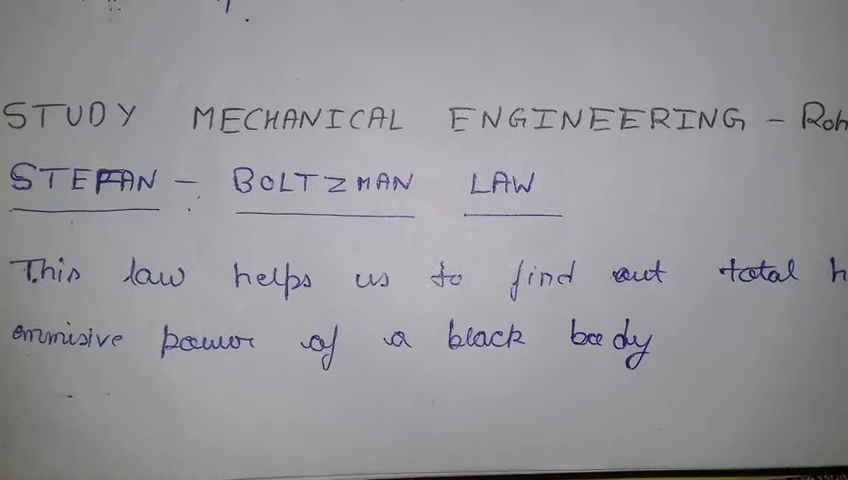 STUDY MECHANICAL ENGINEERING - Roh
STEFAN - BOLTZMAN LAW
This law helps us to find out total h
emmisive power of a black body